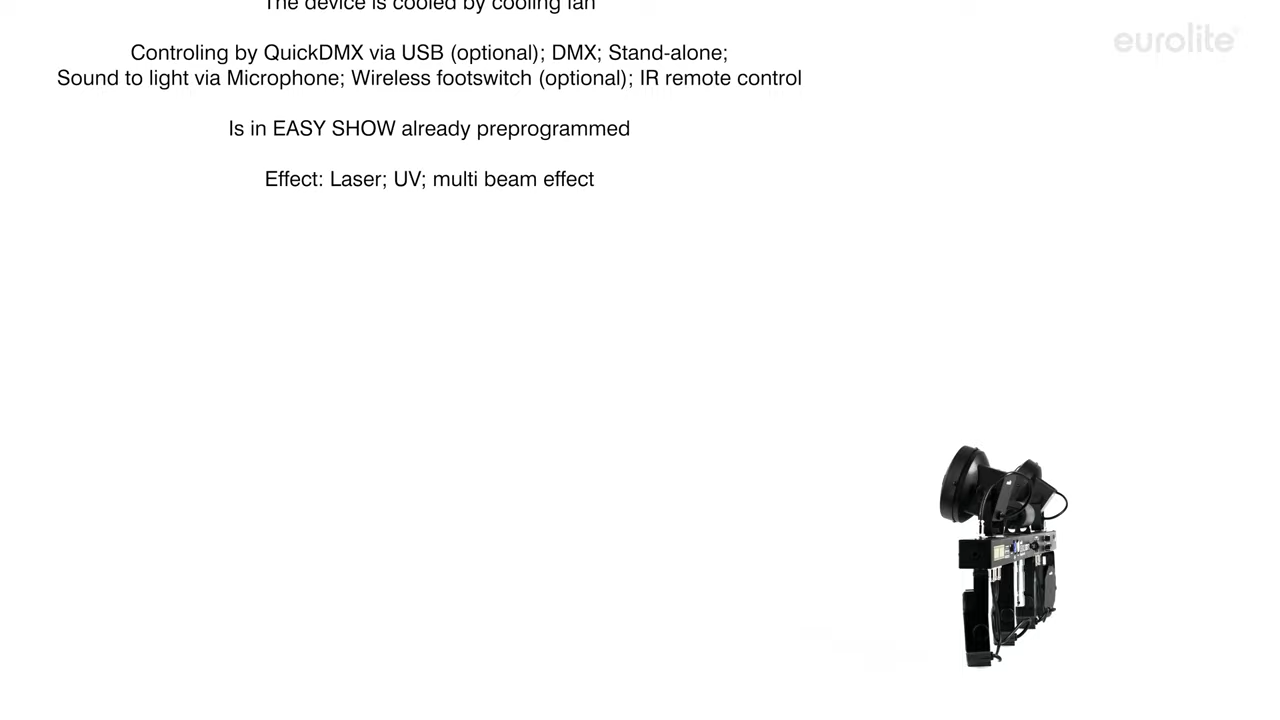 The device is cooled by cooling fan
eurolite
Controling by QuickDMX via USB (optional); DMX; Stand-alone;
Sound to light via Microphone; Wireless footswitch (optional); IR remote control
Is in EASY SHOW already preprogrammed
Effect: Laser; UV; multi beam effect